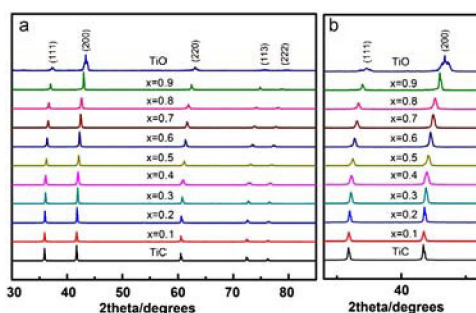 a
(111)
(200)
(220)
(113)
(222)
TiO
x=0.9
x=0.8
x=0.7
x=0.6
x=0.5
x=0.4
x=0.3
x=0.2
x=0.1
TiC
30 40 50 60 70 80
2theta/degrees
b
(111)
(200)
TiO
x=0.9
x=0.8
x=0.7
x=0.6
x=0.5
x=0.4
x=0.3
x=0.2
x=0.1
TiC
40
2theta/degrees